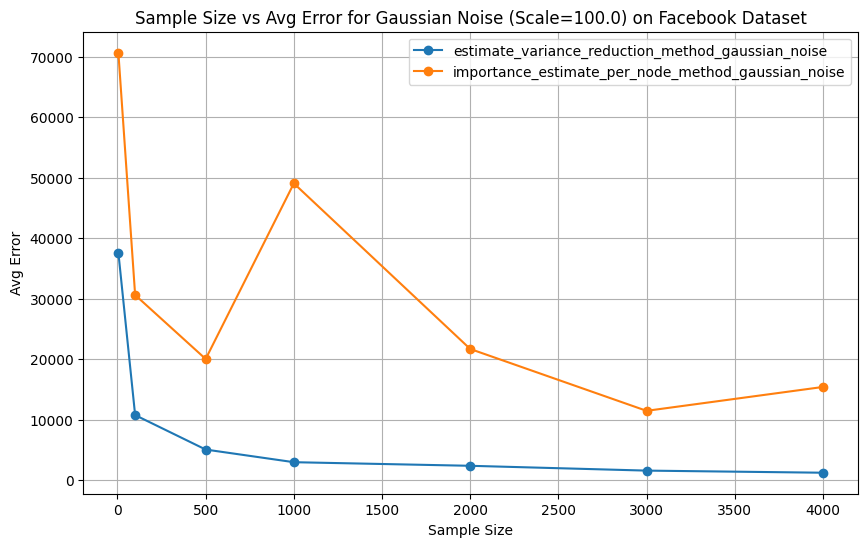 Sample Size vs Avg Error for Gaussian Noise (Scale=100.0) on Facebook Dataset
estimate_variance_reduction_method_gaussian_noise
importance_estimate_per_node_method_gaussian_noise
70000
60000
50000
40000
30000
20000
10000
0
Avg Error
0 500 1000 1500 2000 2500 3000 3500 4000
Sample Size